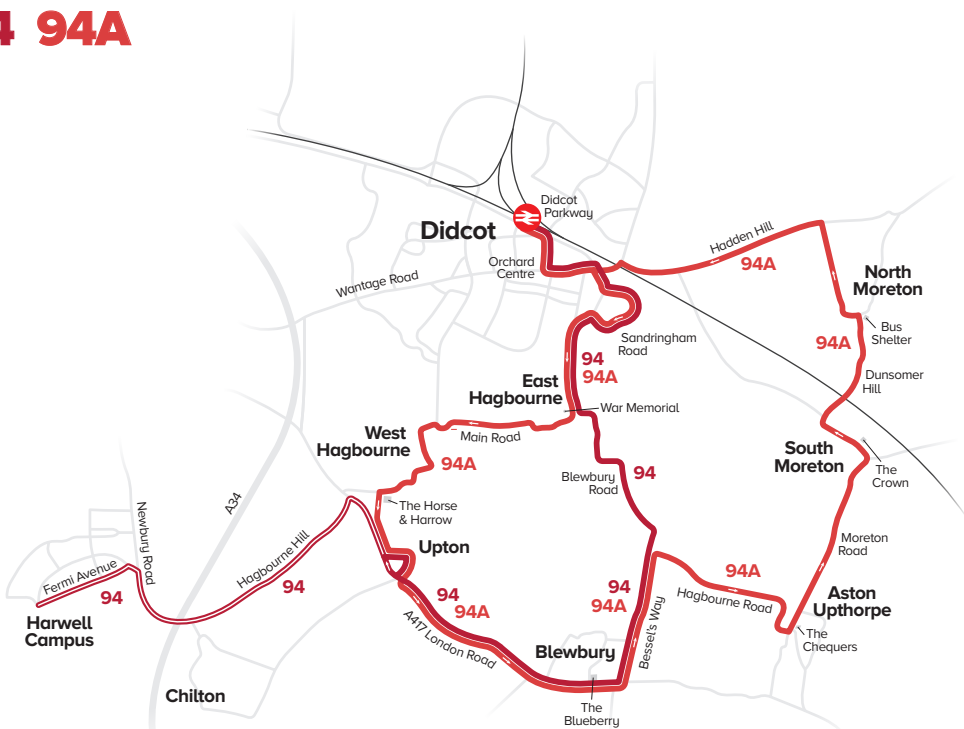 4 94A
Didcot
Parkway
Didcot
Orchard
Centre
Hadden Hill
94A
Wantage Road
North
Moreton
Bus
Shelter
94A
Sandringham
Road
94
94A
Dunsomer
Hill
East
Hagbourne
War Memorial
West
Hagbourne
Main Road
94A
South
Moreton
The
Crown
Blewbury
Road
94
A34
Newbury Road
The Horse
& Harrow
Upton
Moreton
Road
Hagbourne Hill
Fermi Avenue
94
94
94
94A
94
94A
94A
Hagbourne Road
Aston
Upthorpe
The
Chequers
Harwell
Campus
A417 London Road
Blewbury
Bessel's Way
Chilton
The
Blueberry